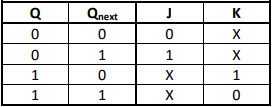 Q Qnext J K
0 0 0 X
0 1 1 X
1 0 X 1
1 1 X 0